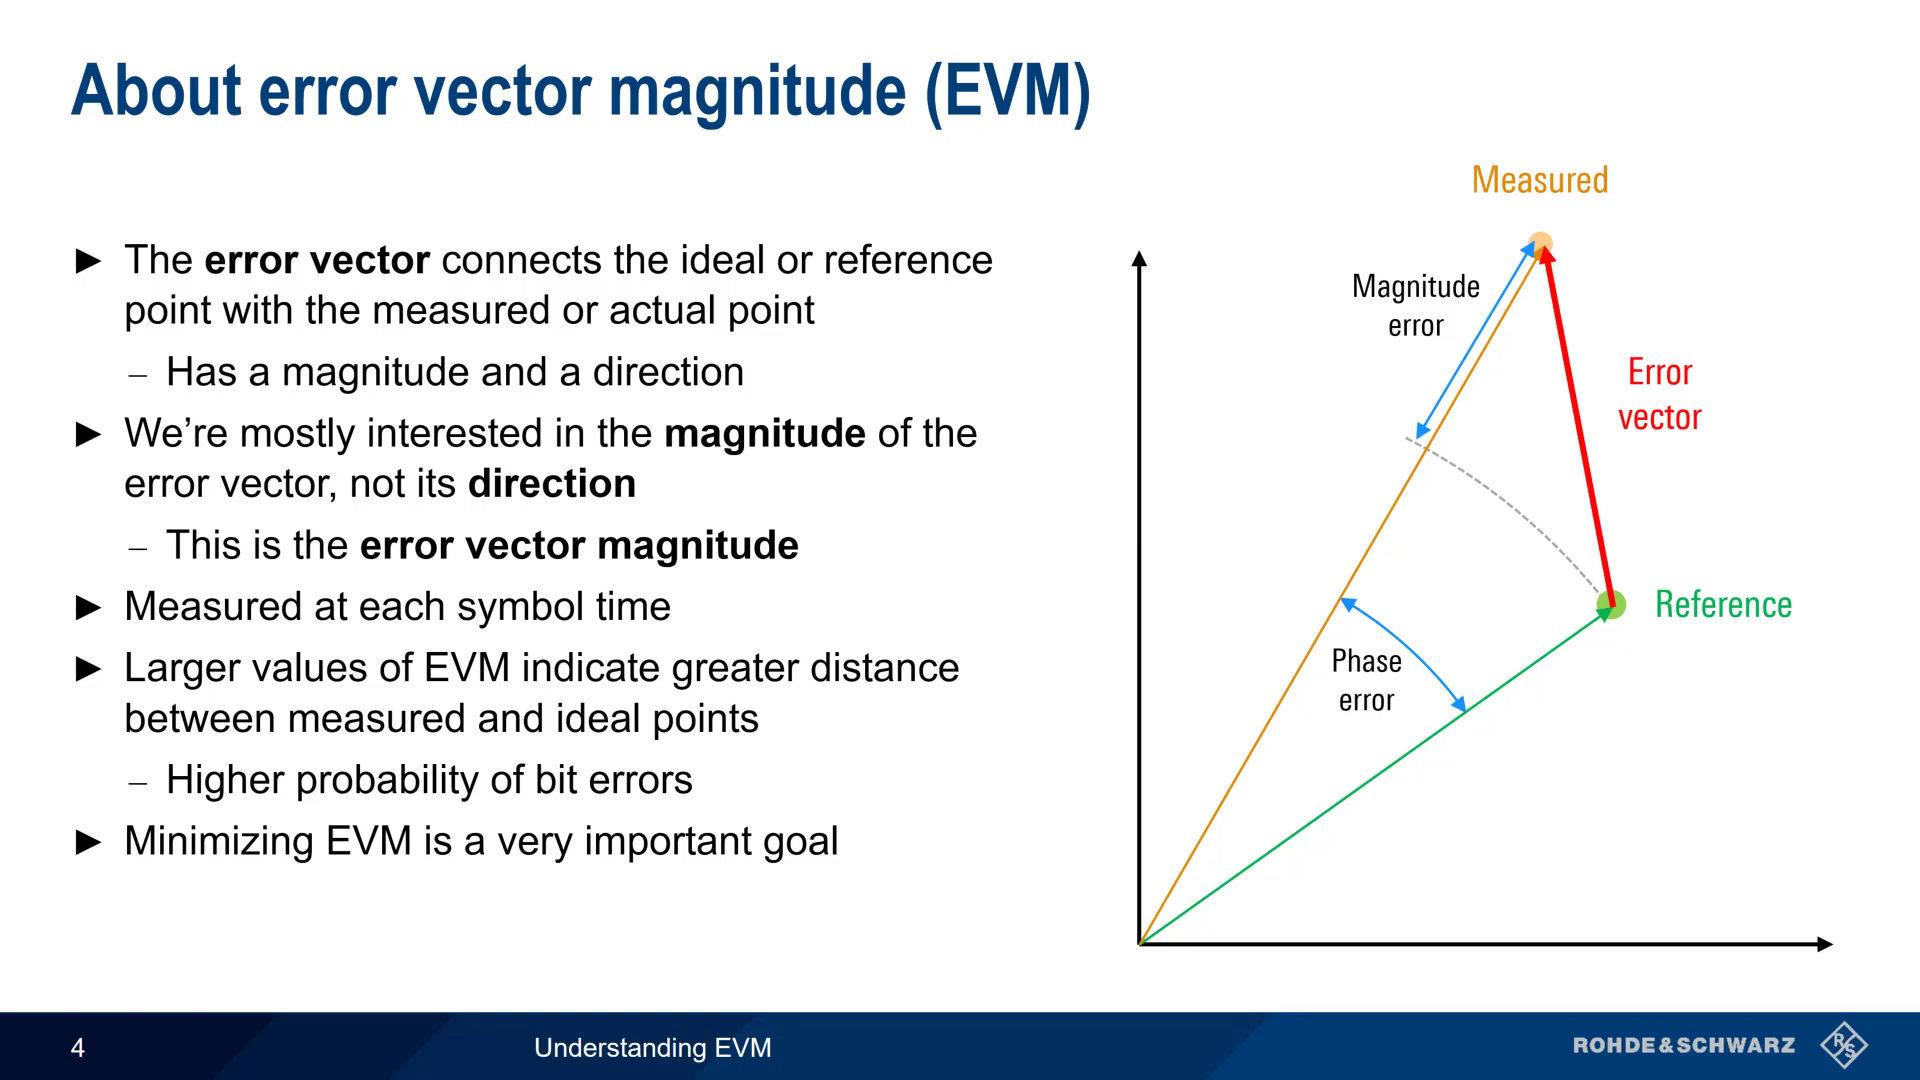 About error vector magnitude (EVM)
► The error vector connects the ideal or reference
point with the measured or actual point
– Has a magnitude and a direction
► We’re mostly interested in the magnitude of the
error vector, not its direction
– This is the error vector magnitude
► Measured at each symbol time
► Larger values of EVM indicate greater distance
between measured and ideal points
– Higher probability of bit errors
► Minimizing EVM is a very important goal
Measured
Magnitude
error
Error
vector
Reference
Phase
error
4
Understanding EVM
ROHDE&SCHWARZ
R
S